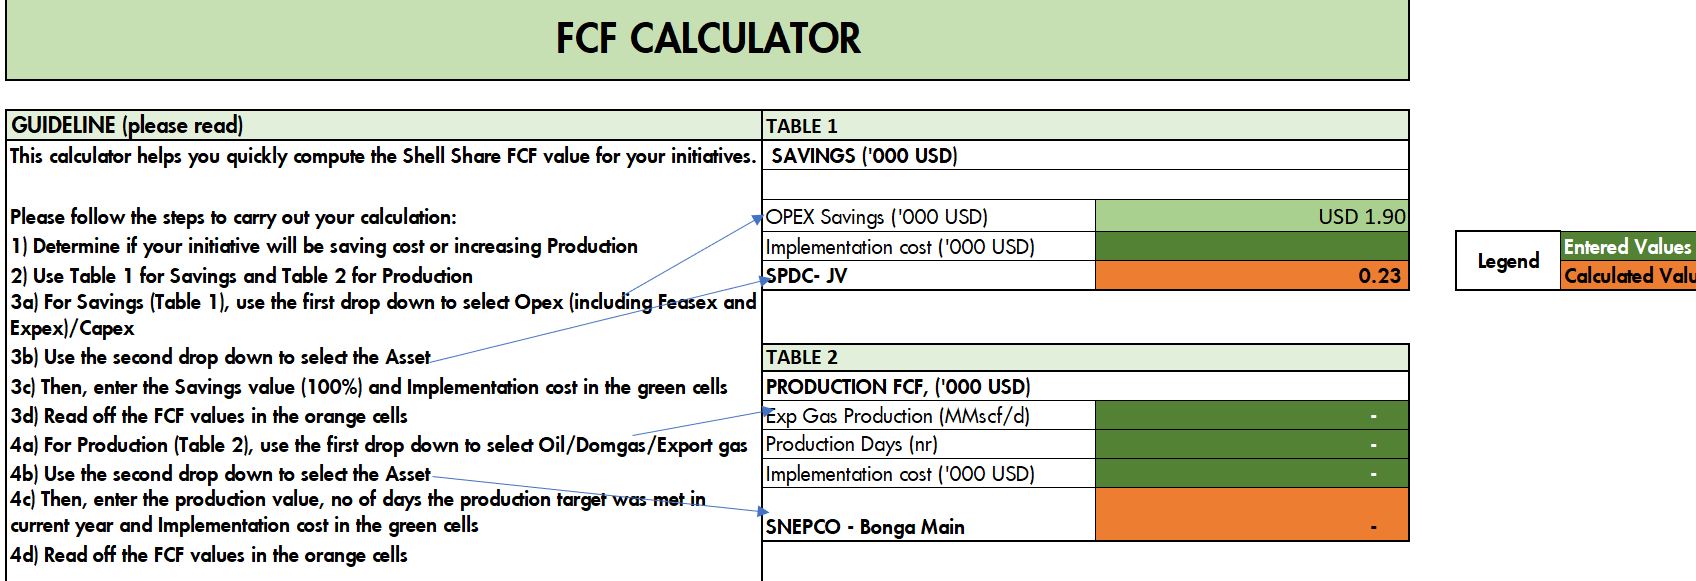 FCF CALCULATOR
GUIDELINE (please read)
This calculator helps you quickly compute the Shell Share FCF value for your initiatives.
Please follow the steps to carry out your calculation:
1) Determine if your initiative will be saving cost or increasing Production
2) Use Table 1 for Savings and Table 2 for Production
3a) For Savings (Table 1), use the first drop down to select Opex (including Feasex and
Expex)/Capex
3b) Use the second drop down to select the Asset
3c) Then, enter the Savings value (100%) and Implementation cost in the green cells
3d) Read off the FCF values in the orange cells
4a) For Production (Table 2), use the first drop down to select Oil/Domgas/Export gas
4b) Use the second drop down to select the Asset
4c) Then, enter the production value, no of days the production target was met in
current year and Implementation cost in the green cells
4d) Read off the FCF values in the orange cells
TABLE 1
SAVINGS ('000 USD)
OPEX Savings ('000 USD) USD 1.90
Implementation cost ('000 USD)
SPDC- JV 0.23
TABLE 2
PRODUCTION FCF, ('000 USD)
Exp Gas Production (MMscf/d) -
Production Days (nr) -
Implementation cost ('000 USD) -
SNEPCO - Bonga Main -
Legend
Entered Values
Calculated Valu